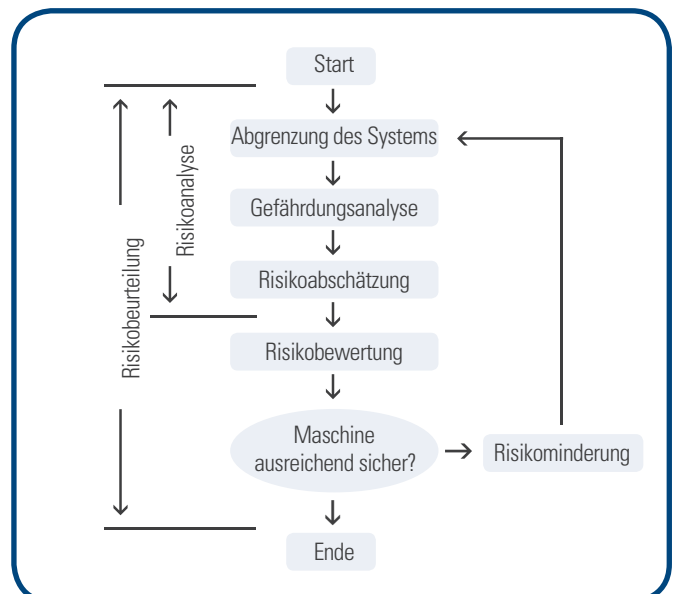 Start
Abgrenzung des Systems
Gefährdungsanalyse
Risikoabschätzung
Risikobewertung
Maschine
ausreichend sicher?
Risikominderung
Ende
Risikoanalyse
Risikobeurteilung